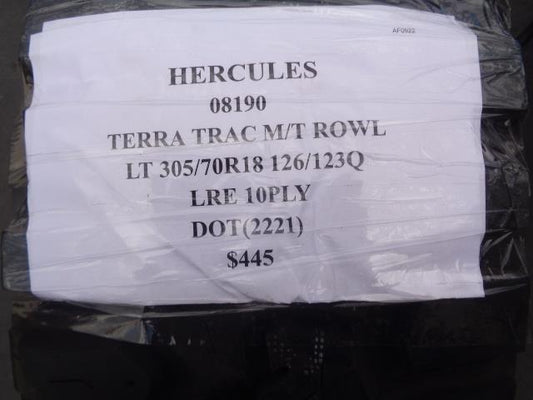 AF0922
HERCULES
08190
TERRA TRAC M/T ROWL
LT 305/70R18 126/123Q
LRE 10PLY
DOT(2221)
$445